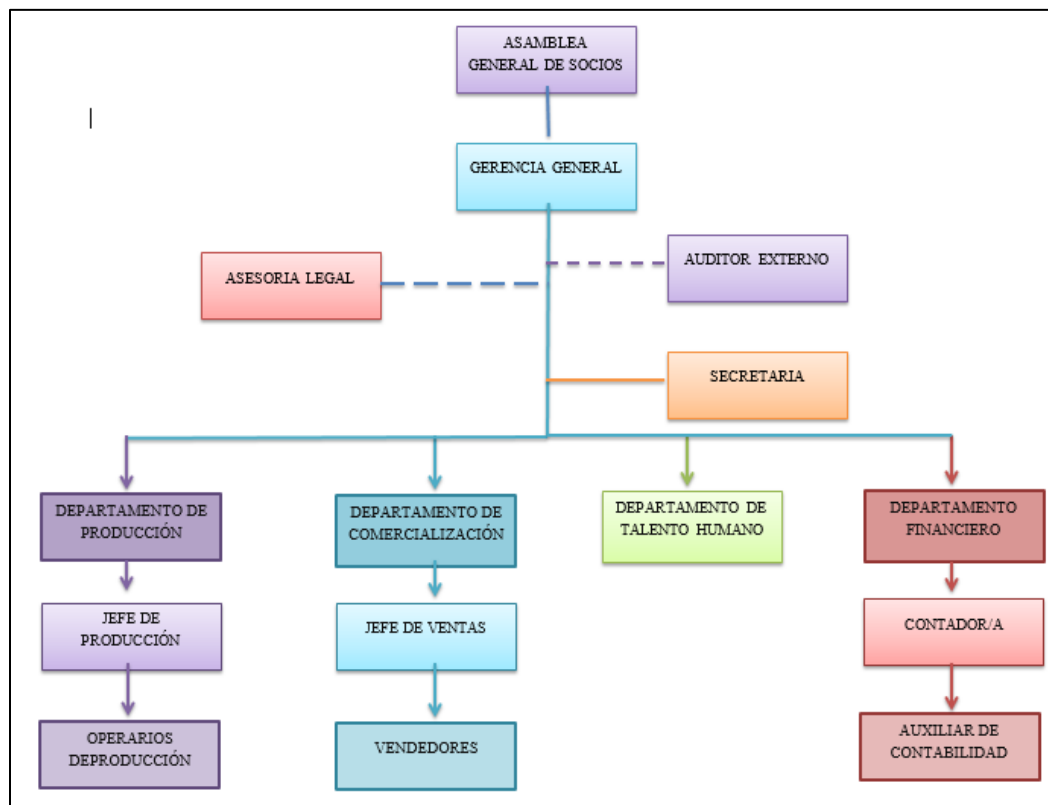 ASAMBLEA
GENERAL DE SOCIOS
GERENCIA GENERAL
AUDITOR EXTERNO
ASESORIA LEGAL
SECRETARIA
DEPARTAMENTO DE
PRODUCCIÓN
DEPARTAMENTO DE
COMERCIALIZACIÓN
DEPARTAMENTO DE
TALENTO HUMANO
DEPARTAMENTO
FINANCIERO
JEFE DE
PRODUCCIÓN
JEFE DE VENTAS
CONTADOR/A
OPERARIOS
DEPRODUCCIÓN
VENDEDORES
AUXILIAR DE
CONTABILIDAD